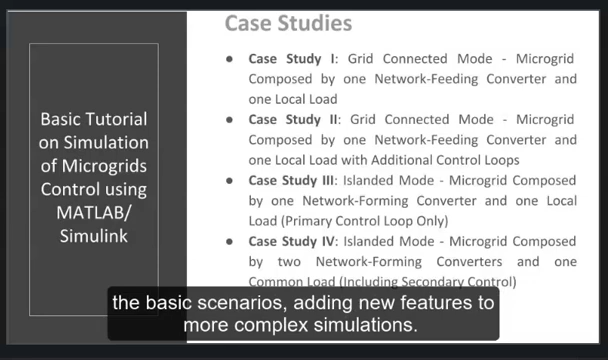 Case Studies
Basic Tutorial
on Simulation
of Microgrids
Control using
MATLAB/
Simulink
● Case Study I: Grid Connected Mode - Microgrid
Composed by one Network-Feeding Converter and
one Local Load
● Case Study II: Grid Connected Mode - Microgrid
Composed by one Network-Feeding Converter and
one Local Load with Additional Control Loops
● Case Study III: Islanded Mode - Microgrid Composed
by one Network-Forming Converter and one Local
Load (Primary Control Loop Only)
● Case Study IV: Islanded Mode - Microgrid Composed
by two Network-Forming Converters and one
Common Load (Including Secondary Control)
the basic scenarios, adding new features to
more complex simulations.